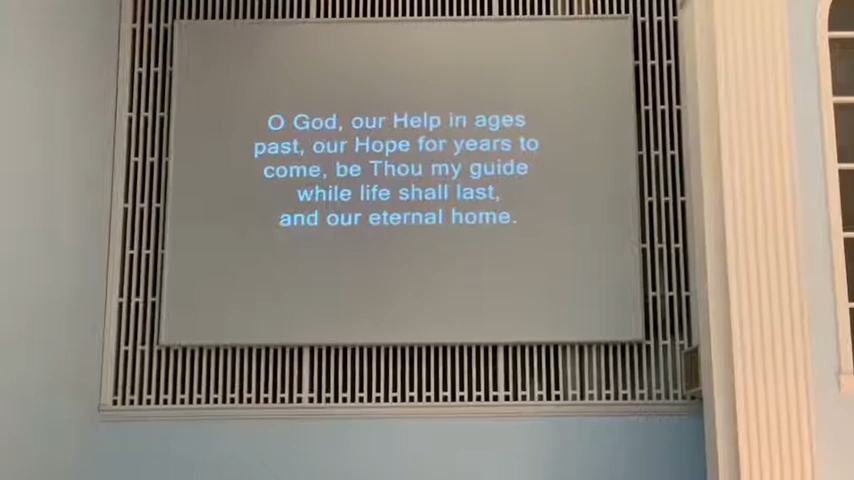 O God, our Help in ages
past, our Hope for years to
come, be Thou my guide
while life shall last,
and our eternal home.